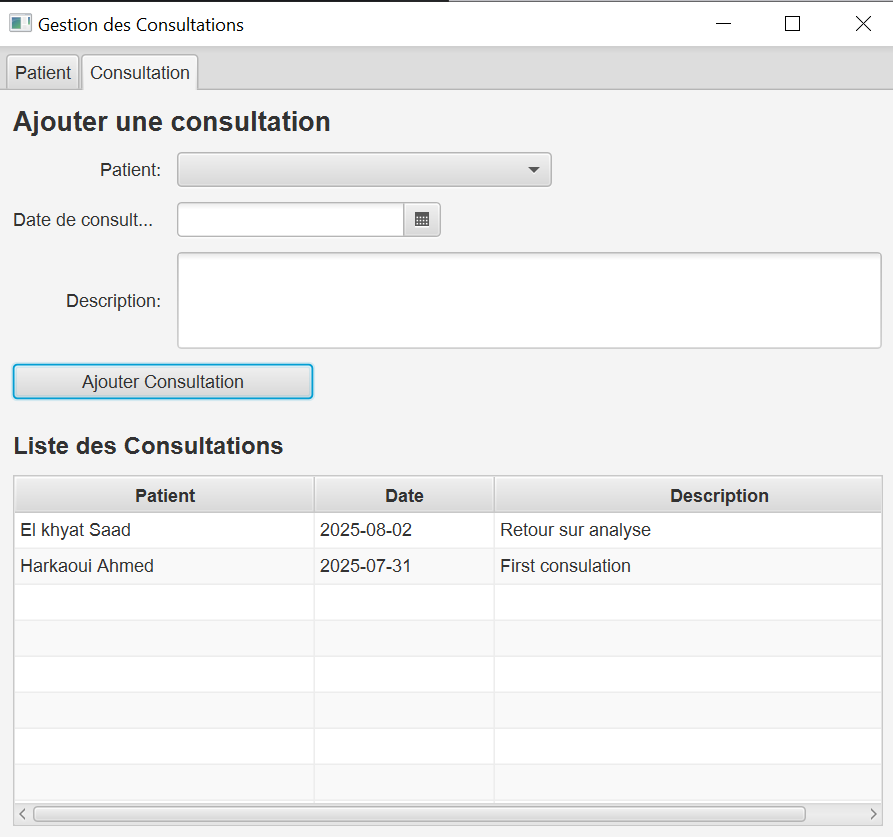 Gestion des Consultations
Patient Consultation
Ajouter une consultation
Patient:
Date de consult...
Description:
Ajouter Consultation
Liste des Consultations
Patient Date Description
El khyat Saad 2025-08-02 Retour sur analyse
Harkaoui Ahmed 2025-07-31 First consulation